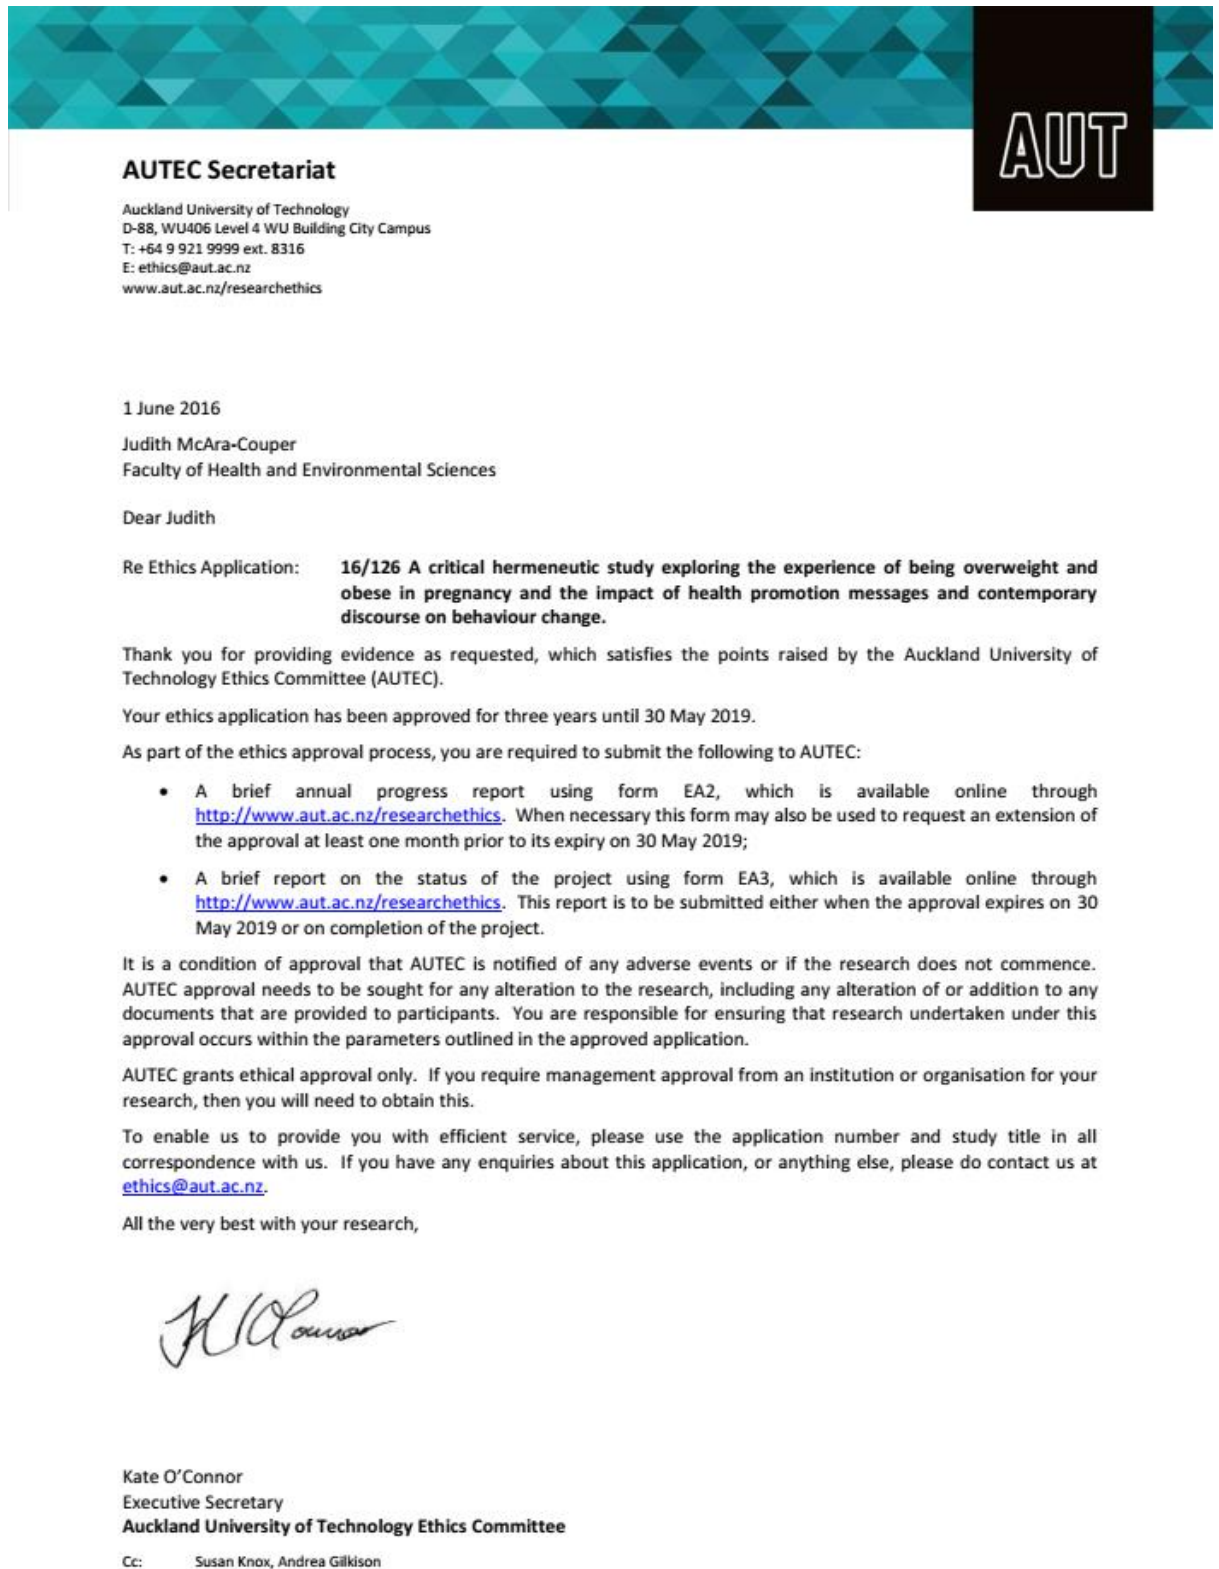 AUT
AUTEC Secretariat
Auckland University of Technology
D-88, WU406 Level 4 WU Building City Campus
T: +64 9 921 9999 ext. 8316
E: ethics@aut.ac.nz
www.aut.ac.nz/researchethics
1 June 2016
Judith McAra-Couper
Faculty of Health and Environmental Sciences
Dear Judith
Re Ethics Application: 16/126 A critical hermeneutic study exploring the experience of being overweight and
obese in pregnancy and the impact of health promotion messages and contemporary
discourse on behaviour change.
Thank you for providing evidence as requested, which satisfies the points raised by the Auckland University of
Technology Ethics Committee (AUTEC).
Your ethics application has been approved for three years until 30 May 2019.
As part of the ethics approval process, you are required to submit the following to AUTEC:
• A brief annual progress report using form EA2, which is available online through
http://www.aut.ac.nz/researchethics. When necessary this form may also be used to request an extension of
the approval at least one month prior to its expiry on 30 May 2019;
• A brief report on the status of the project using form EA3, which is available online through
http://www.aut.ac.nz/researchethics. This report is to be submitted either when the approval expires on 30
May 2019 or on completion of the project.
It is a condition of approval that AUTEC is notified of any adverse events or if the research does not commence.
AUTEC approval needs to be sought for any alteration to the research, including any alteration of or addition to any
documents that are provided to participants. You are responsible for ensuring that research undertaken under this
approval occurs within the parameters outlined in the approved application.
AUTEC grants ethical approval only. If you require management approval from an institution or organisation for your
research, then you will need to obtain this.
To enable us to provide you with efficient service, please use the application number and study title in all
correspondence with us. If you have any enquiries about this application, or anything else, please do contact us at
ethics@aut.ac.nz.
All the very best with your research,
K O'Connor
Kate O'Connor
Executive Secretary
Auckland University of Technology Ethics Committee
Cc: Susan Knox, Andrea Gilkison